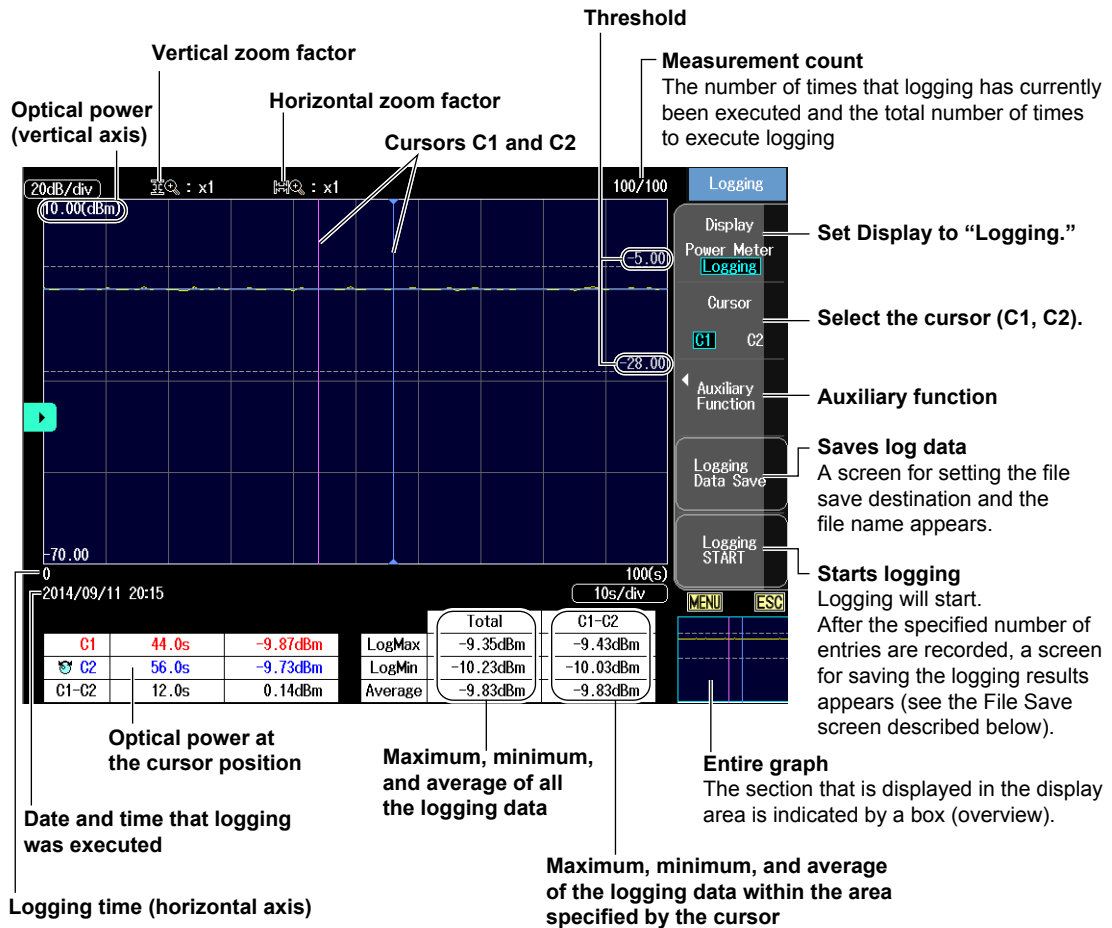 Threshold
Vertical zoom factor
Measurement count
The number of times that logging has currently
been executed and the total number of times
to execute logging
Optical power
(vertical axis)
Horizontal zoom factor
Cursors C1 and C2
20dB/div
: x1
: x1
100/100
Logging
10.00(dBm)
Display
Power Meter
Logging
Set Display to “Logging.”
-5.00
Cursor
C1 C2
Select the cursor (C1, C2).
-28.00
Auxiliary
Function
Auxiliary function
Logging
Data Save
Saves log data
A screen for setting the file
save destination and the
file name appears.
Logging
START
Starts logging
Logging will start.
After the specified number of
entries are recorded, a screen
for saving the logging results
appears (see the File Save
screen described below).
-70.00
0
100(s)
2014/09/11 20:15
10s/div
MENU
ESC
Total C1-C2
C1 44.0s -9.87dBm
C2 56.0s -9.73dBm
C1-C2 12.0s 0.14dBm
LogMax -9.35dBm -9.43dBm
LogMin -10.23dBm -10.03dBm
Average -9.83dBm -9.83dBm
Optical power at
the cursor position
Maximum, minimum,
and average of all
the logging data
Entire graph
The section that is displayed in the display
area is indicated by a box (overview).
Date and time that logging
was executed
Maximum, minimum, and average
of the logging data within the area
specified by the cursor
Logging time (horizontal axis)